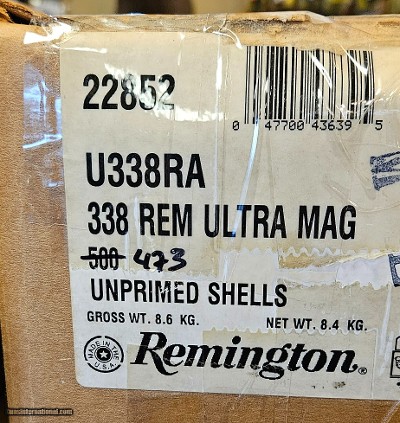 22852
0 47700 43639 5
U338RA
338 REM ULTRA MAG
500 473
UNPRIMED SHELLS
GROSS WT. 8.6 KG. NET WT. 8.4 KG.
MADE IN THE U.S.A.
Remington®